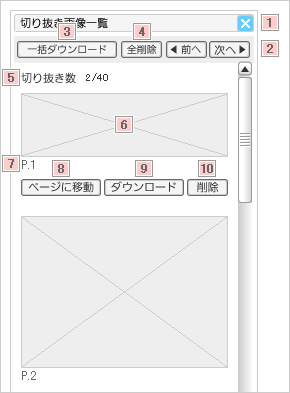 切り抜き画像一覧 1
3 4
一括ダウンロード 全削除 前へ 次へ 2
5 切り抜き数 2/40
6
7 P.1
8 9 10
ページに移動 ダウンロード 削除
P.2